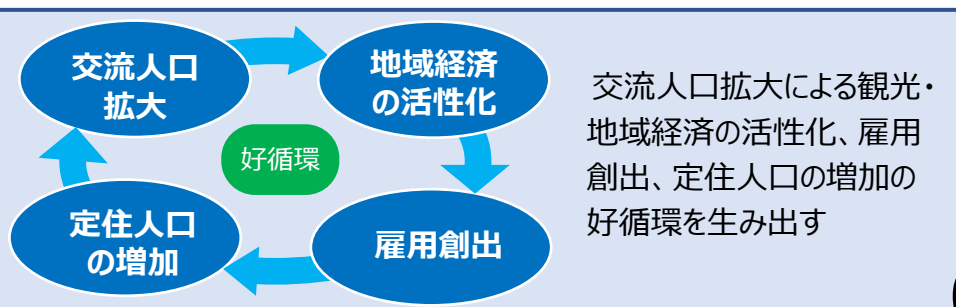 交流人口
拡大
地域経済
の活性化
好循環
定住人口
の増加
雇用創出
交流人口拡大による観光・
地域経済の活性化、雇用
創出、定住人口の増加の
好循環を生み出す